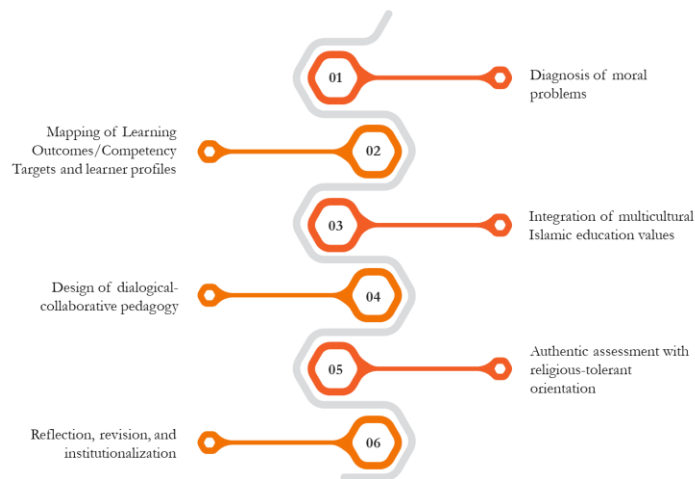 01
Diagnosis of moral
problems
Mapping of Learning
Outcomes/Competency
Targets and learner profiles
02
03
Integration of multicultural
Islamic education values
Design of dialogical-
collaborative pedagogy
04
05
Authentic assessment with
religious-tolerant
orientation
Reflection, revision, and
institutionalization
06